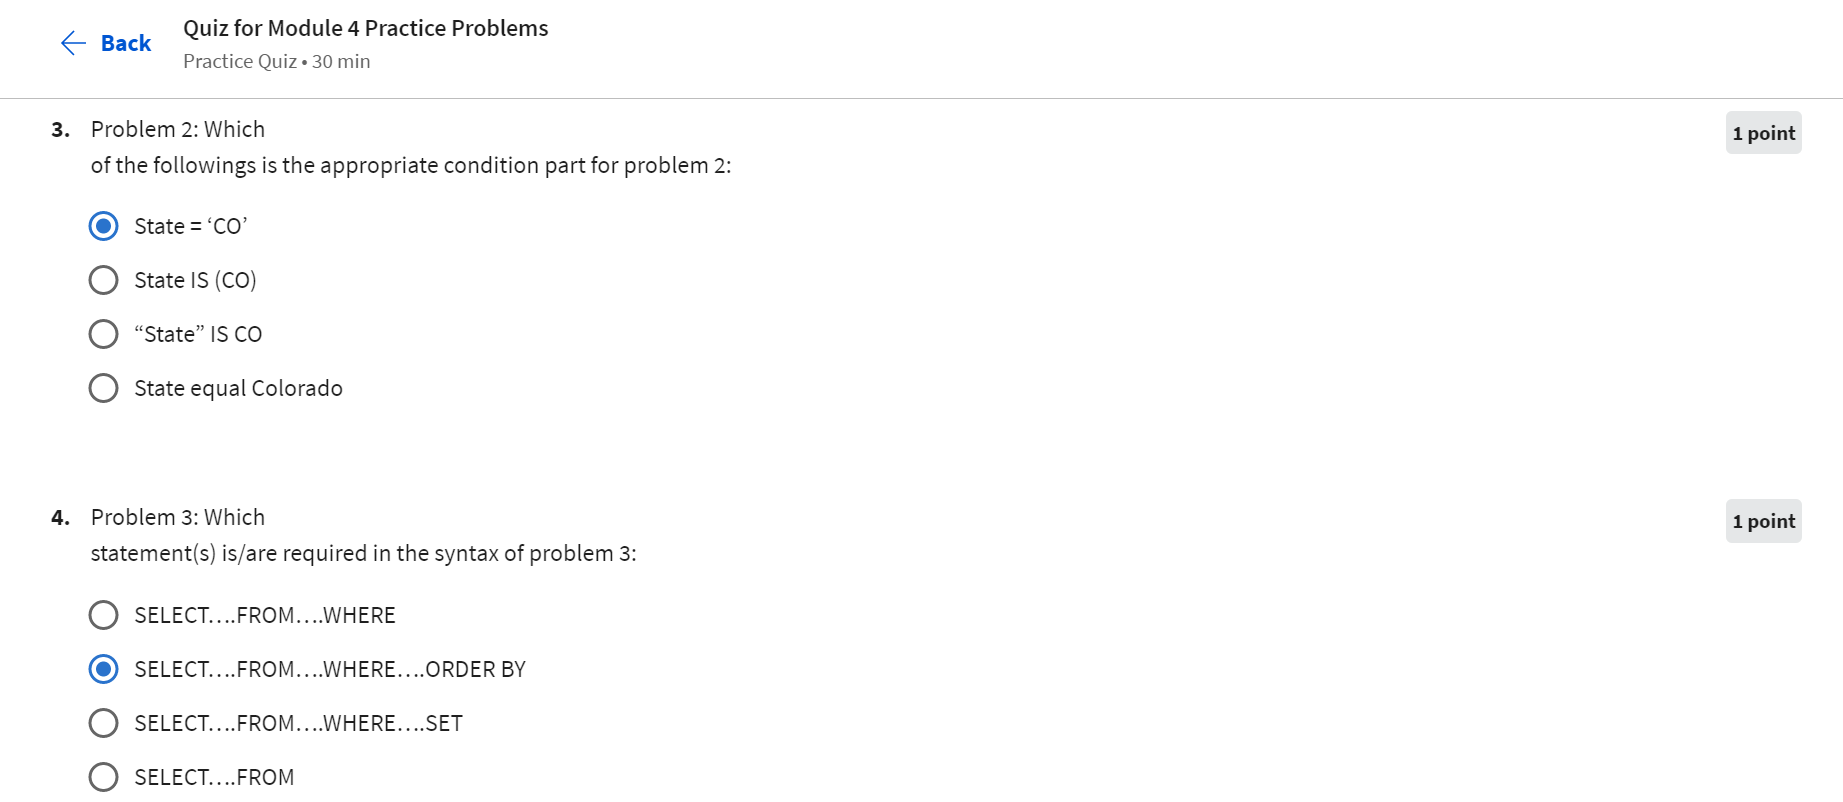 Back
Quiz for Module 4 Practice Problems
Practice Quiz • 30 min
3. Problem 2: Which
of the followings is the appropriate condition part for problem 2:
1 point
State = ‘CO’
State IS (CO)
“State” IS CO
State equal Colorado
4. Problem 3: Which
statement(s) is/are required in the syntax of problem 3:
1 point
SELECT….FROM….WHERE
SELECT….FROM….WHERE….ORDER BY
SELECT….FROM….WHERE….SET
SELECT….FROM